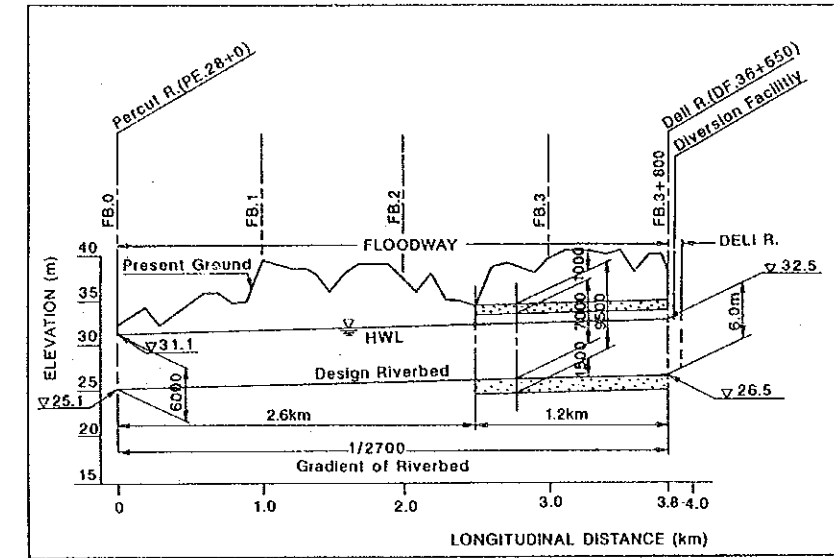 Percut R.(PE.28+0)
Deli R.(DF.36+650)
Diversion Facilitiy
FB.0
FB.1
FB.2
FB.3
FB.3+800
ELEVATION (m)
40
35
30
25
20
15
FLOODWAY
DELI R.
Present Ground
▽32.5
1000
7000
9500
1500
6.0m
HWL
▽31.1
Design Riverbed
▽25.1
6000
▽26.5
2.6km
1.2km
1/2700
Gradient of Riverbed
0
1.0
2.0
3.0
3.8
4.0
LONGITUDINAL DISTANCE (km)